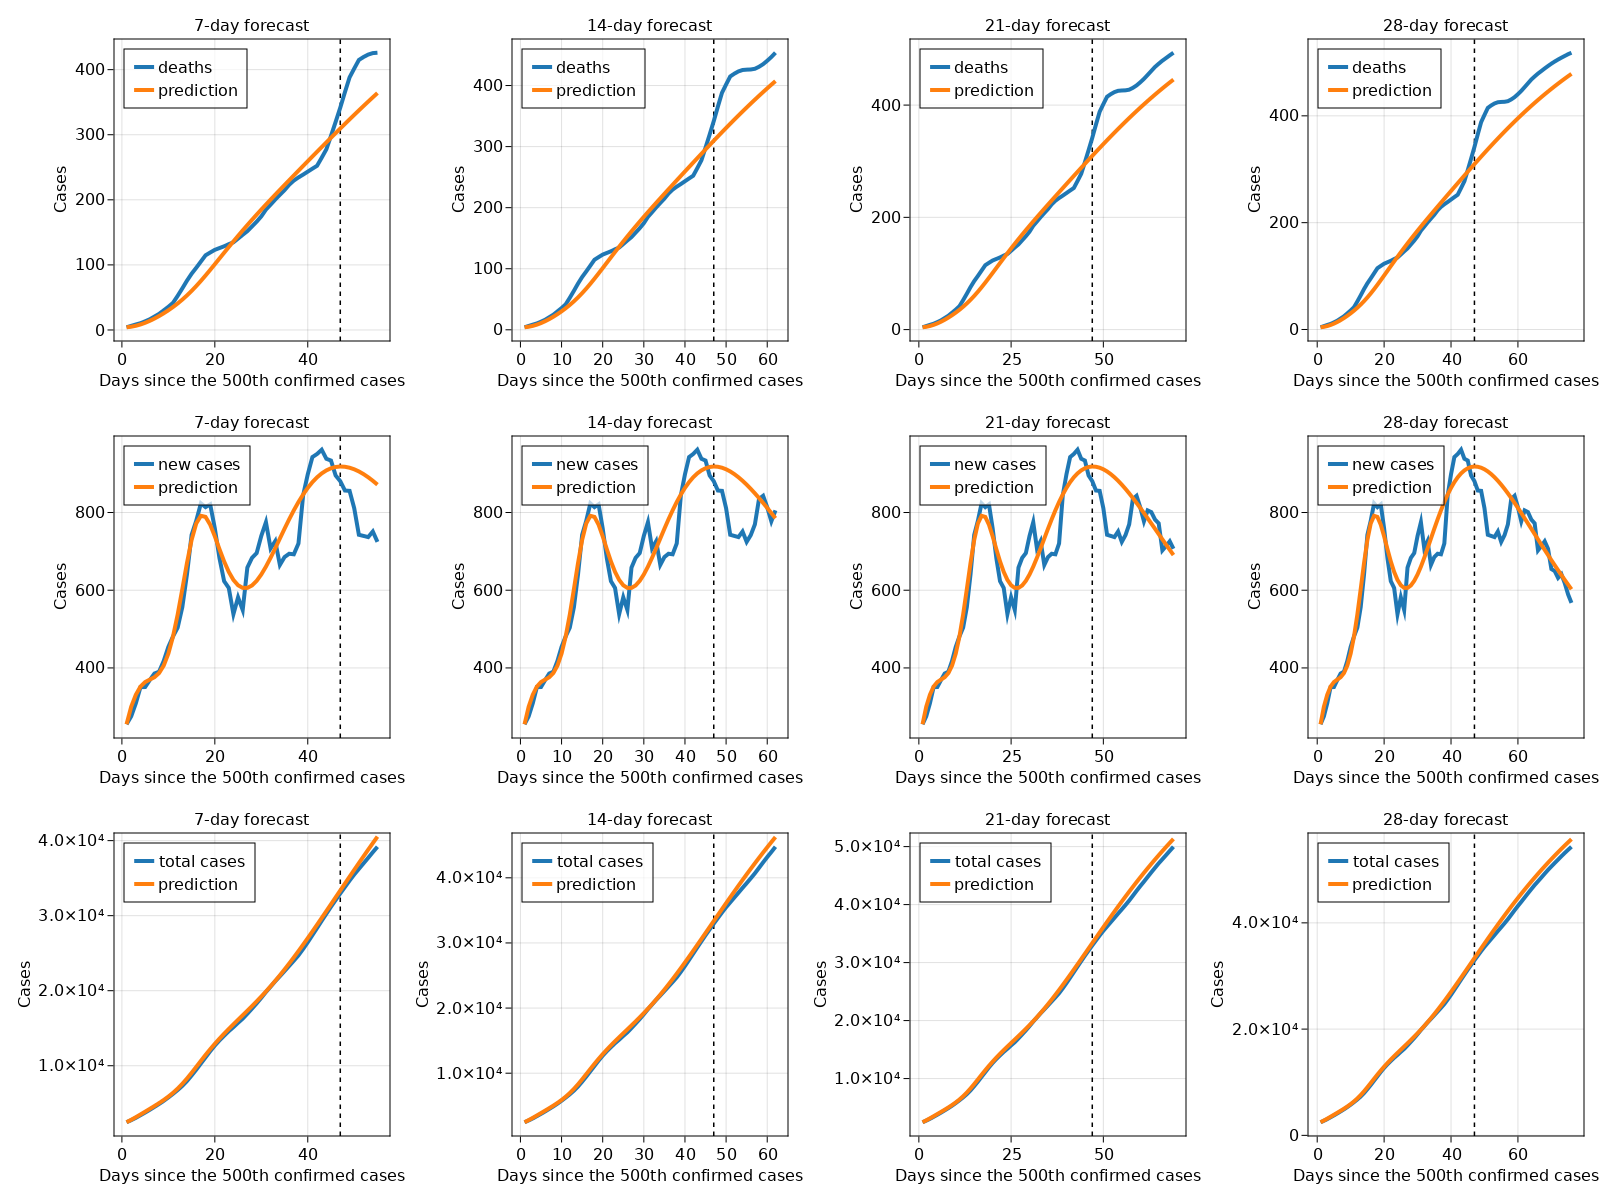 7-day forecast
14-day forecast
21-day forecast
28-day forecast
deaths
prediction
deaths
prediction
deaths
prediction
deaths
prediction
Cases
400
300
200
100
0
0 20 40
Days since the 500th confirmed cases
Cases
400
300
200
100
0
0 10 20 30 40 50 60
Days since the 500th confirmed cases
Cases
400
200
0
0 25 50
Days since the 500th confirmed cases
Cases
400
200
0
0 20 40 60
Days since the 500th confirmed cases
7-day forecast
14-day forecast
21-day forecast
28-day forecast
new cases
prediction
new cases
prediction
new cases
prediction
new cases
prediction
Cases
800
600
400
0 20 40
Days since the 500th confirmed cases
Cases
800
600
400
0 10 20 30 40 50 60
Days since the 500th confirmed cases
Cases
800
600
400
0 25 50
Days since the 500th confirmed cases
Cases
800
600
400
0 20 40 60
Days since the 500th confirmed cases
7-day forecast
14-day forecast
21-day forecast
28-day forecast
total cases
prediction
total cases
prediction
total cases
prediction
total cases
prediction
Cases
4.0×10⁴
3.0×10⁴
2.0×10⁴
1.0×10⁴
0 20 40
Days since the 500th confirmed cases
Cases
4.0×10⁴
3.0×10⁴
2.0×10⁴
1.0×10⁴
0 10 20 30 40 50 60
Days since the 500th confirmed cases
Cases
5.0×10⁴
4.0×10⁴
3.0×10⁴
2.0×10⁴
1.0×10⁴
0 25 50
Days since the 500th confirmed cases
Cases
4.0×10⁴
2.0×10⁴
0
0 20 40 60
Days since the 500th confirmed cases